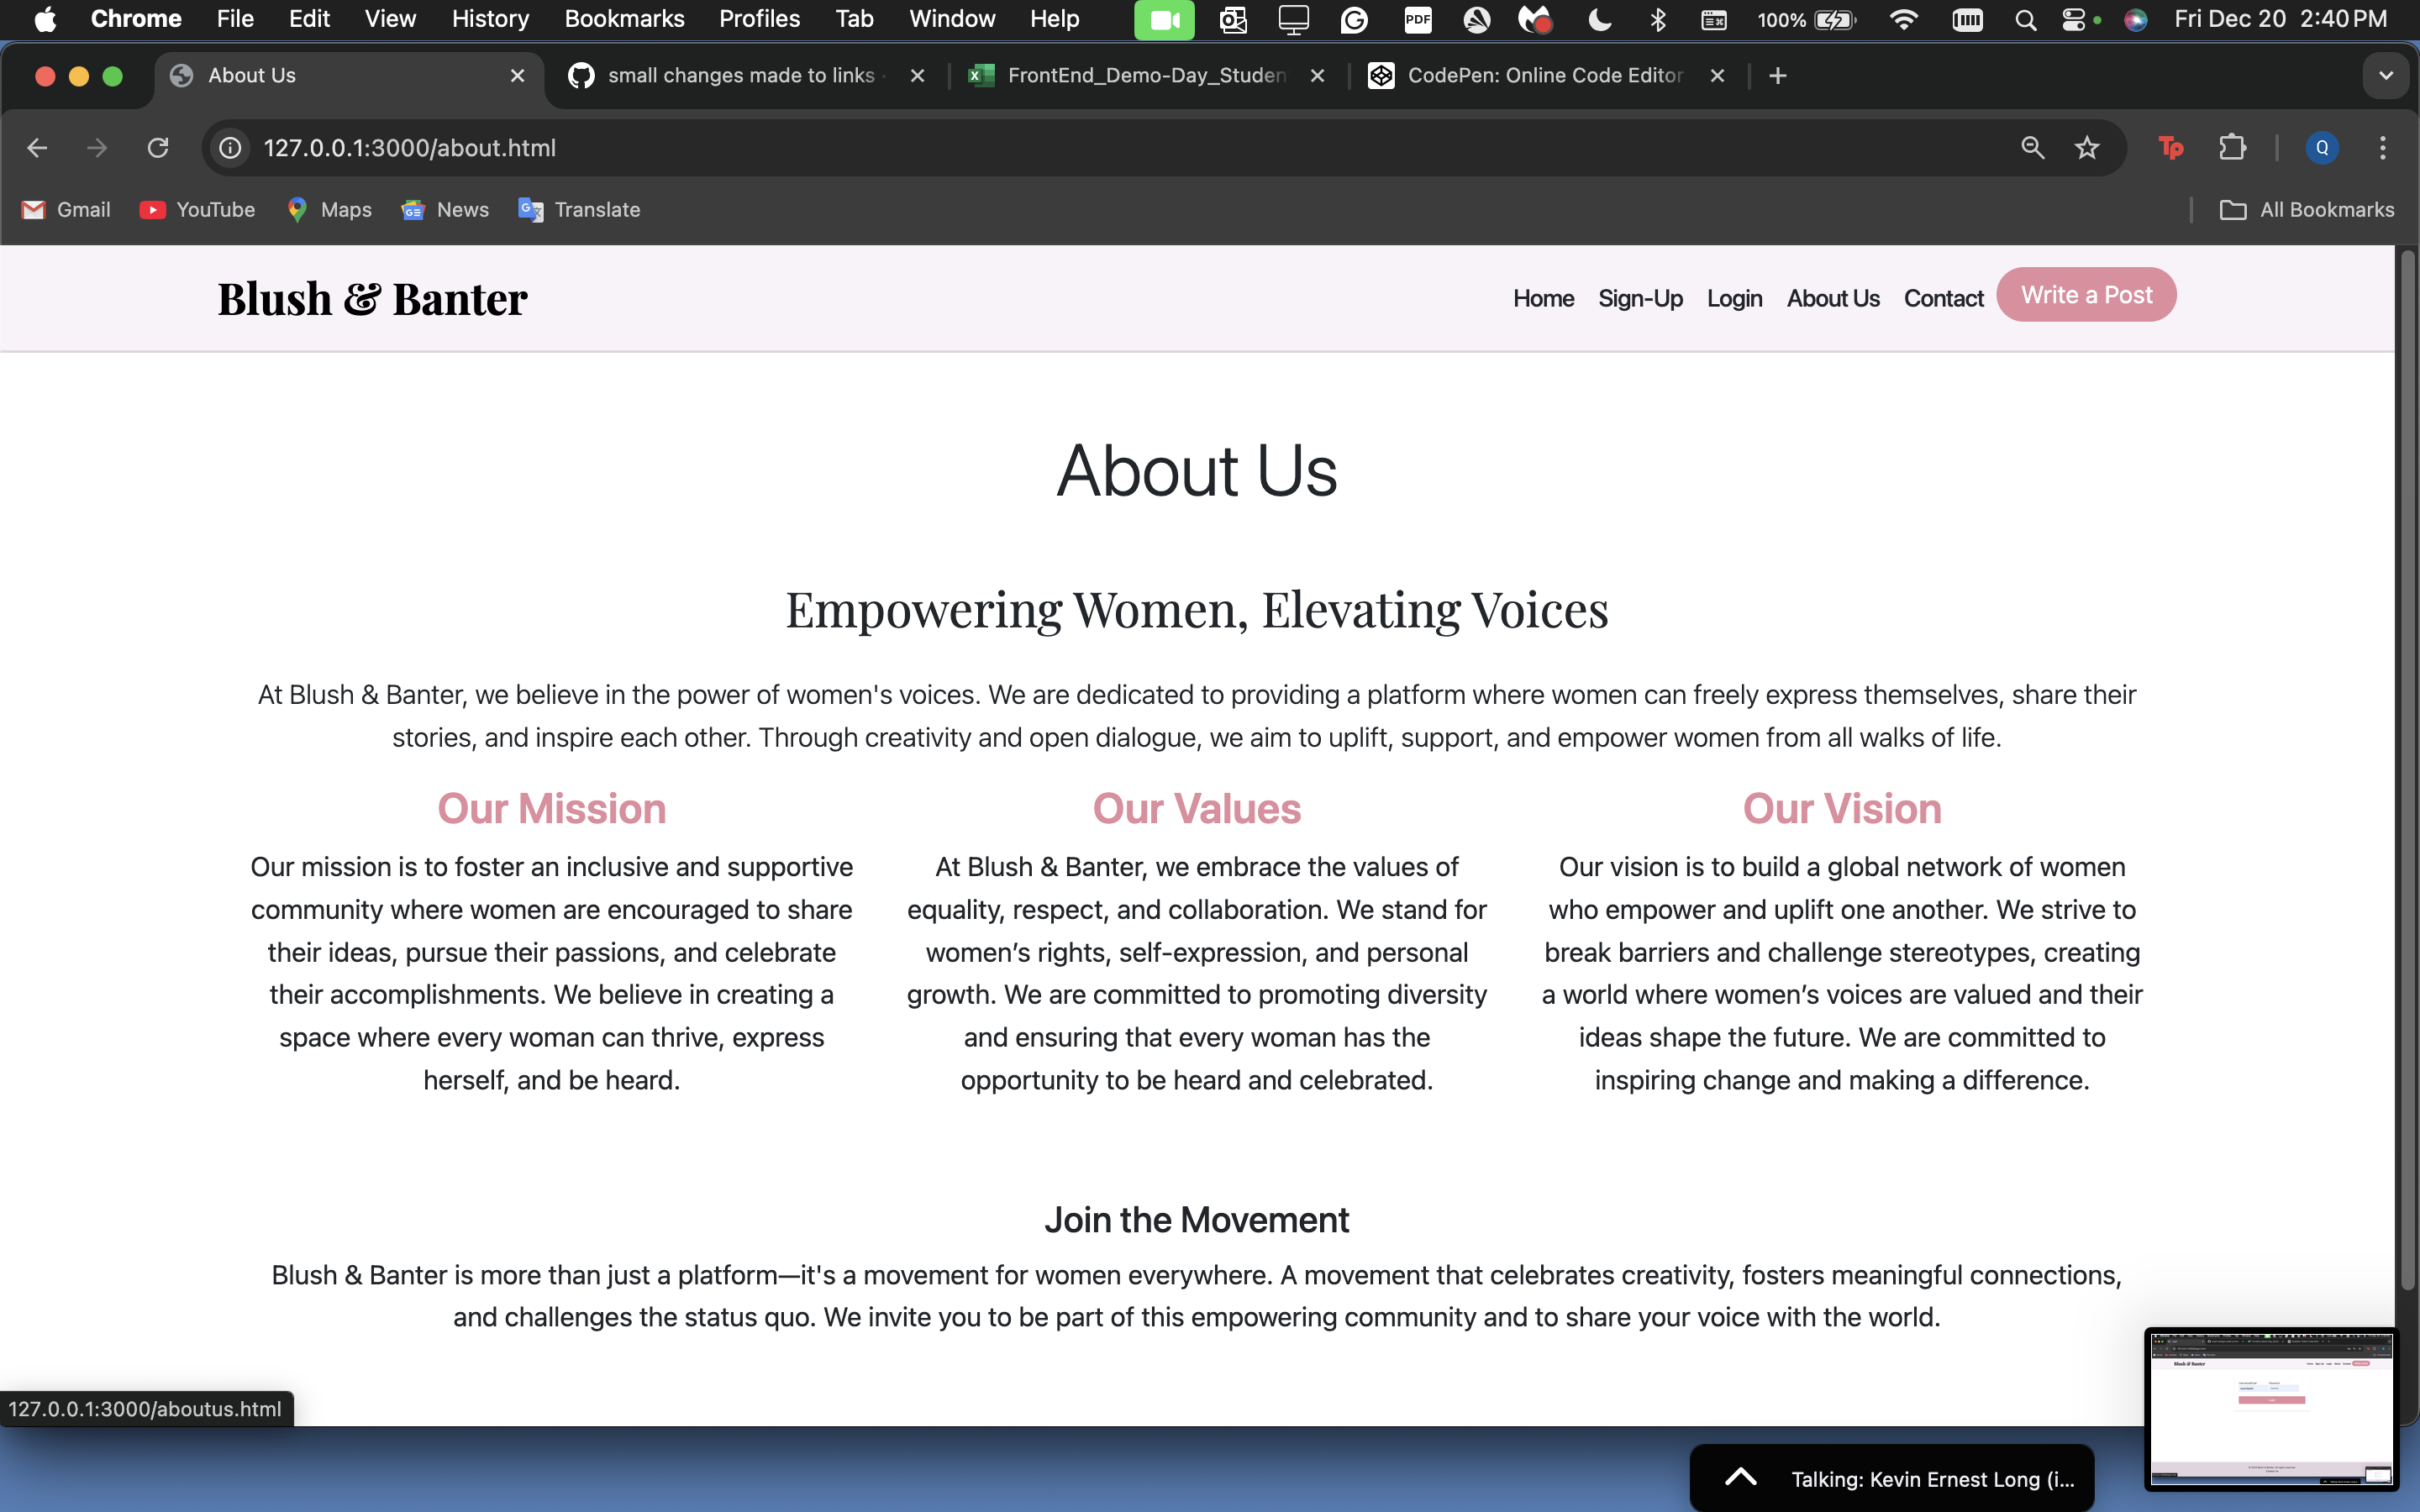 Chrome File Edit View History Bookmarks Profiles Tab Window Help PDF 100% Fri Dec 20 2:40 PM
About Us small changes made to links FrontEnd_Demo-Day_Studen CodePen: Online Code Editor
127.0.0.1:3000/about.html Tp Q
Gmail YouTube Maps News Translate All Bookmarks
Blush & Banter Home Sign-Up Login About Us Contact Write a Post
About Us
Empowering Women, Elevating Voices
At Blush & Banter, we believe in the power of women's voices. We are dedicated to providing a platform where women can freely express themselves, share their
stories, and inspire each other. Through creativity and open dialogue, we aim to uplift, support, and empower women from all walks of life.
Our Mission
Our mission is to foster an inclusive and supportive
community where women are encouraged to share
their ideas, pursue their passions, and celebrate
their accomplishments. We believe in creating a
space where every woman can thrive, express
herself, and be heard.
Our Values
At Blush & Banter, we embrace the values of
equality, respect, and collaboration. We stand for
women’s rights, self-expression, and personal
growth. We are committed to promoting diversity
and ensuring that every woman has the
opportunity to be heard and celebrated.
Our Vision
Our vision is to build a global network of women
who empower and uplift one another. We strive to
break barriers and challenge stereotypes, creating
a world where women’s voices are valued and their
ideas shape the future. We are committed to
inspiring change and making a difference.
Join the Movement
Blush & Banter is more than just a platform—it's a movement for women everywhere. A movement that celebrates creativity, fosters meaningful connections,
and challenges the status quo. We invite you to be part of this empowering community and to share your voice with the world.
127.0.0.1:3000/aboutus.html
Blush & Banter
Talking: Kevin Ernest Long (i...